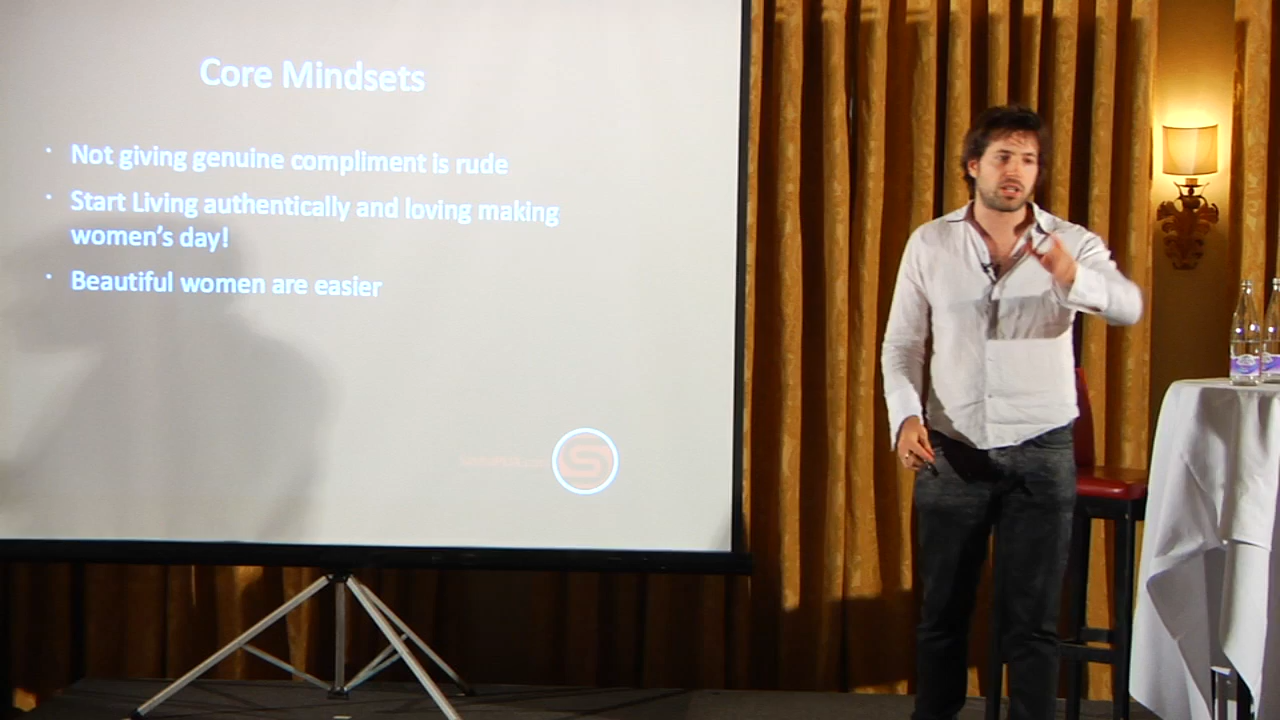 Core Mindsets
Not giving genuine compliment is rude
Start Living authentically and loving making
women's day!
Beautiful women are easier
S